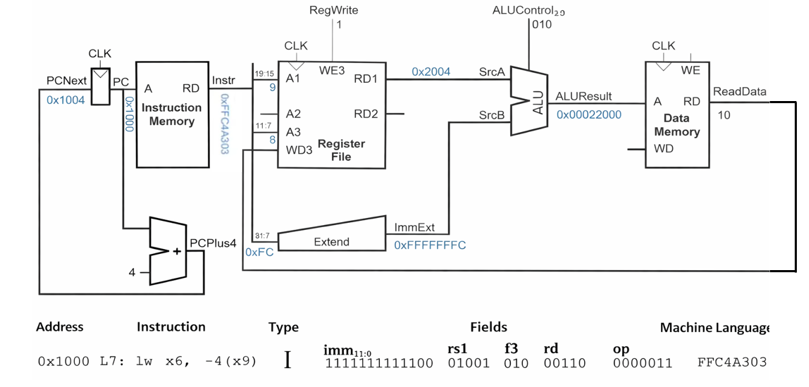 RegWrite
1
ALUControl2:0
010
CLK
CLK
CLK
PCNext
PC
0x1004
0x1000
A
RD
Instruction
Memory
Instr
0xFFC4A303
19:15
9
A1
WE3
RD1
0x2004
SrcA
A2
RD2
SrcB
11:7
8
A3
WD3
Register
File
ALU
ALUResult
0x00022000
WE
A
RD
Data
Memory
WD
ReadData
10
PCPlus4
+
4
31:7
0xFC
Extend
ImmExt
0xFFFFFFFC
Address Instruction Type Fields Machine Language
imm11:0 rs1 f3 rd op
0x1000 L7: lw x6, -4(x9) I 1111111111100 01001 010 00110 0000011 FFC4A303